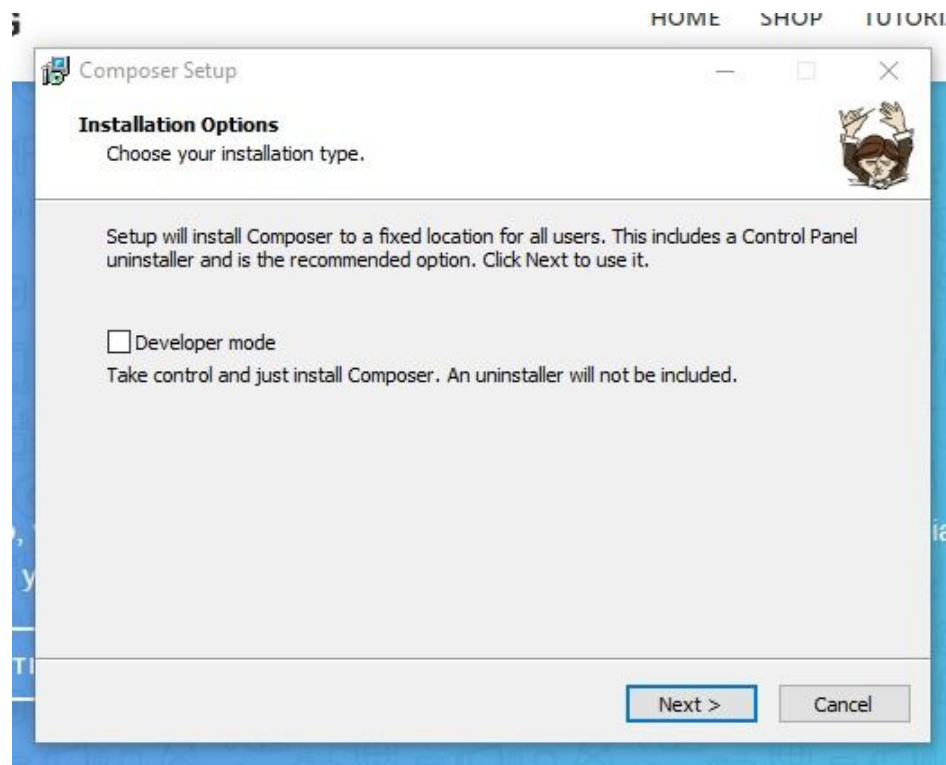 HOME SHOP
Composer Setup
Installation Options
Choose your installation type.
Setup will install Composer to a fixed location for all users. This includes a Control Panel
uninstaller and is the recommended option. Click Next to use it.
Developer mode
Take control and just install Composer. An uninstaller will not be included.
Next > Cancel